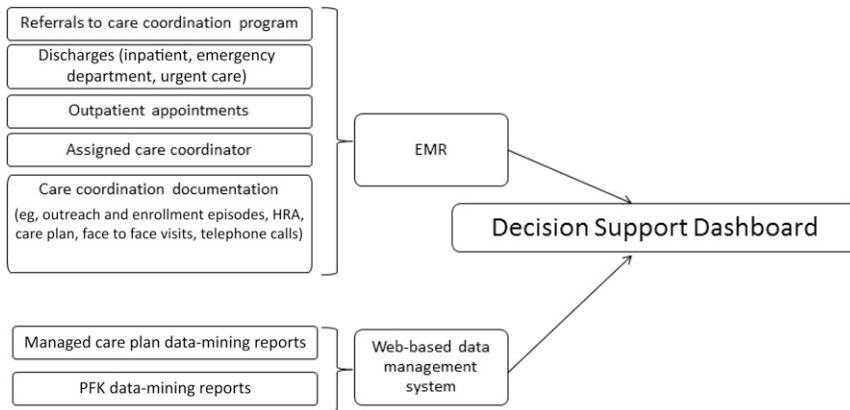 Referrals to care coordination program
Discharges (inpatient, emergency
department, urgent care)
Outpatient appointments
Assigned care coordinator
Care coordination documentation
(eg, outreach and enrollment episodes, HRA,
care plan, face to face visits, telephone calls)
EMR
Decision Support Dashboard
Managed care plan data-mining reports
PFK data-mining reports
Web-based data
management
system